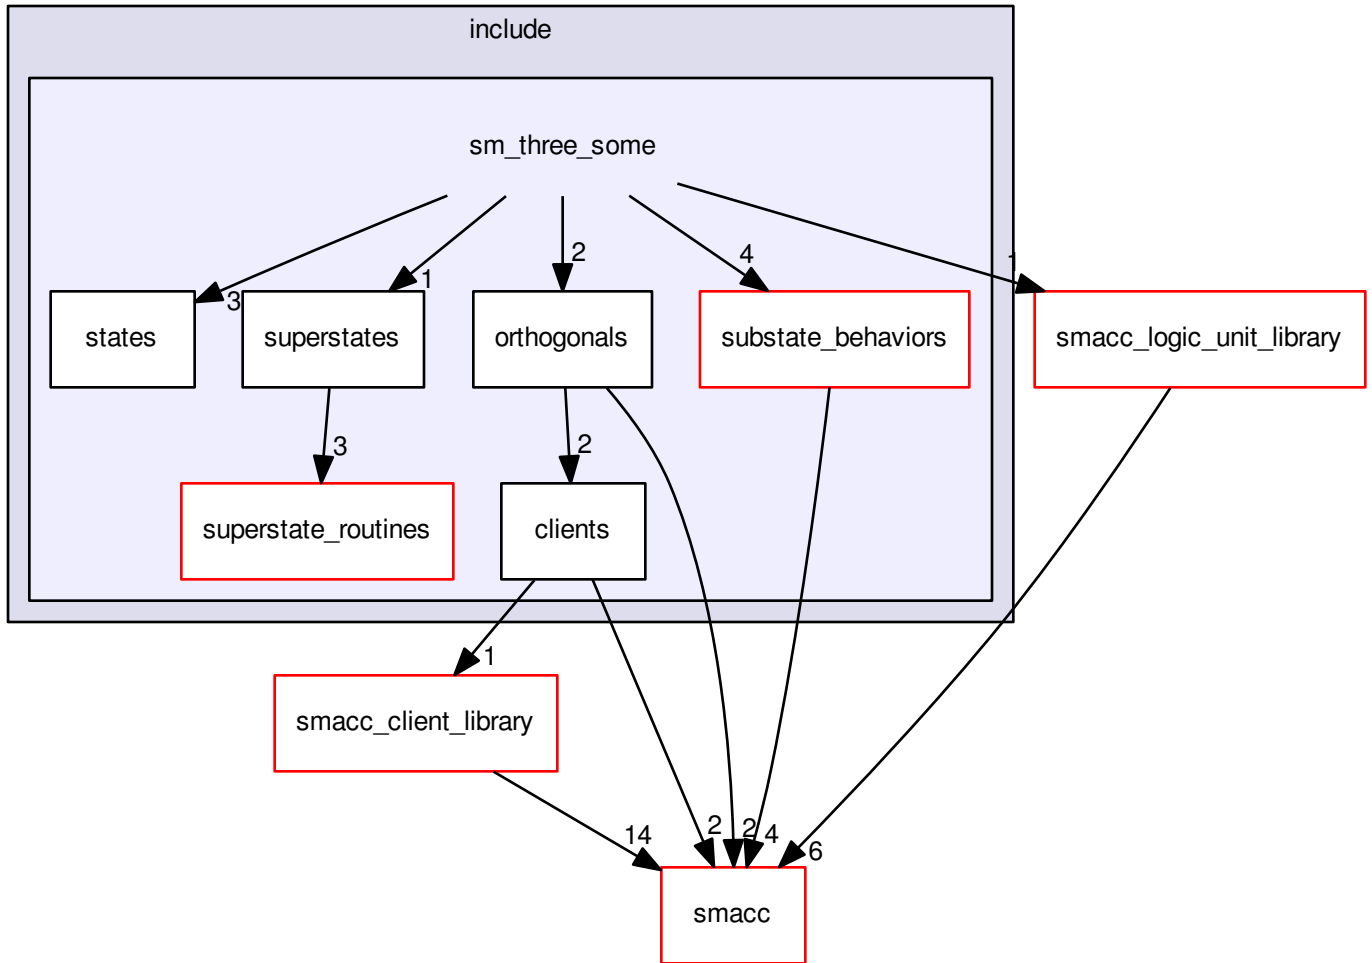 include
sm_three_some
2
4
1
1
3
states
superstates
orthogonals
substate_behaviors
smacc_logic_unit_library
3
2
superstate_routines
clients
1
smacc_client_library
14
2
2
4
6
smacc